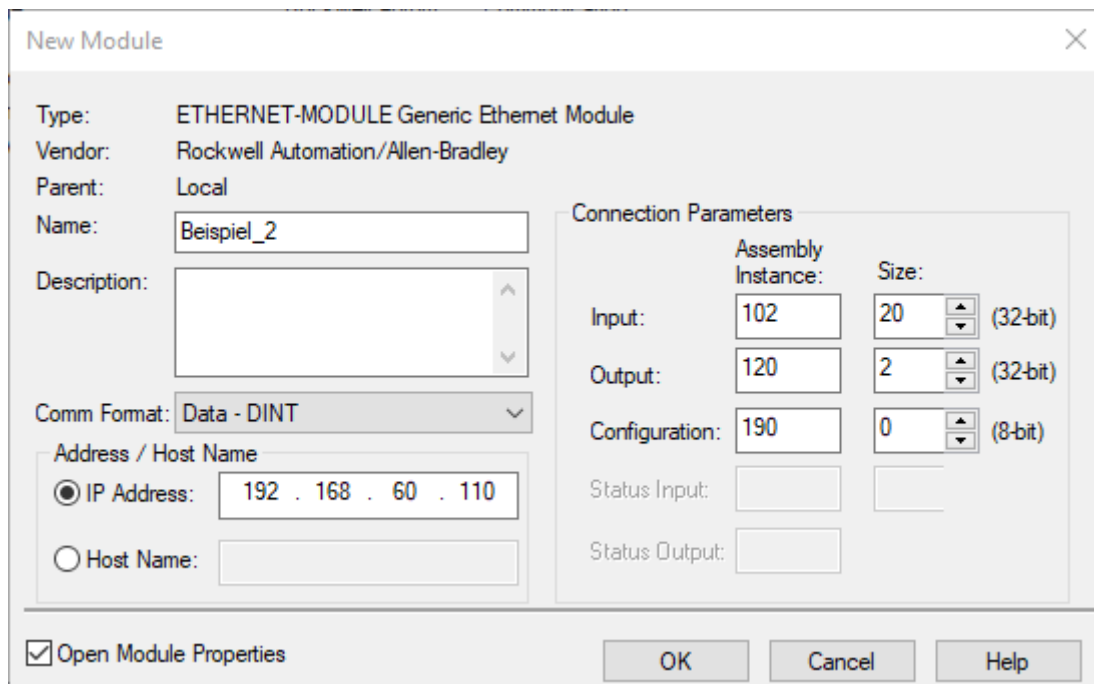 New Module
Type: ETHERNET-MODULE Generic Ethernet Module
Vendor: Rockwell Automation/Allen-Bradley
Parent: Local
Name: Beispiel_2
Description:
Comm Format: Data - DINT
Address / Host Name
IP Address: 192 . 168 . 60 . 110
Host Name:
Connection Parameters
Assembly
Instance: Size:
Input: 102 20 (32-bit)
Output: 120 2 (32-bit)
Configuration: 190 0 (8-bit)
Status Input:
Status Output:
Open Module Properties
OK Cancel Help